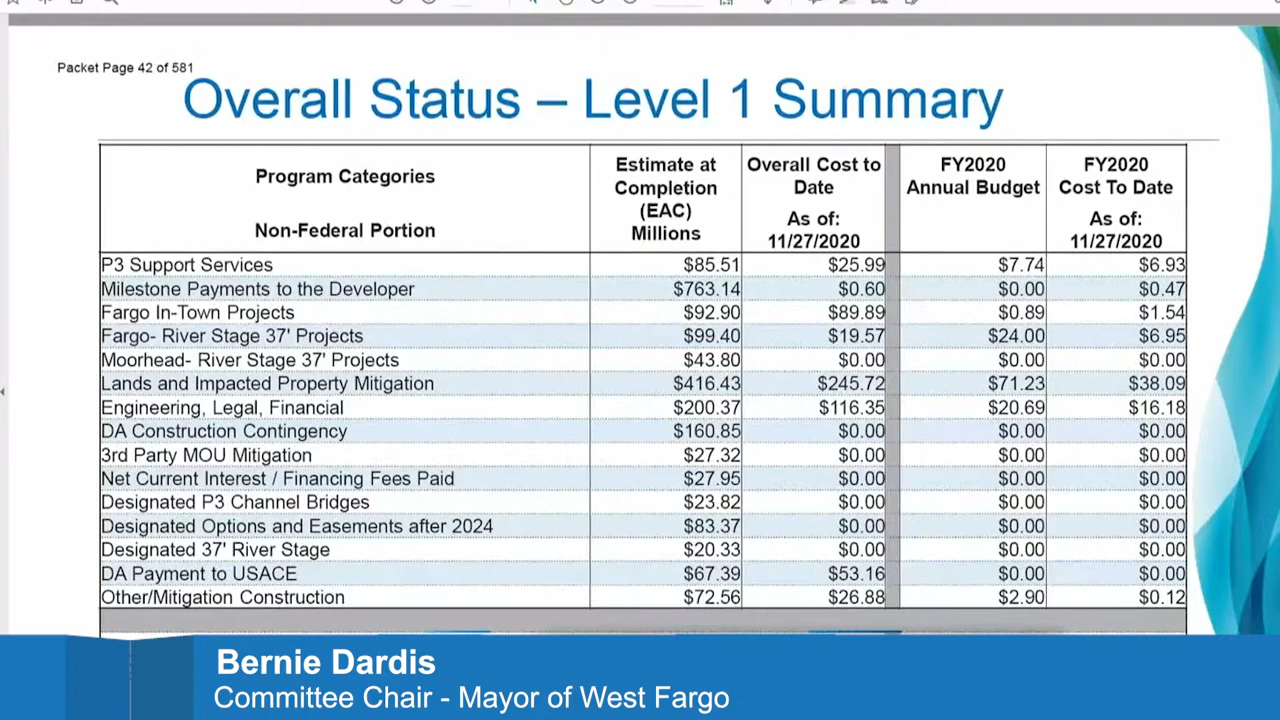 Packet Page 42 of 581
Overall Status – Level 1 Summary
Program Categories
Non-Federal Portion
Estimate at
Completion
(EAC)
Millions
Overall Cost to
Date
As of:
11/27/2020
FY2020
Annual Budget
FY2020
Cost To Date
As of:
11/27/2020
P3 Support Services $85.51 $25.99 $7.74 $6.93
Milestone Payments to the Developer $763.14 $0.60 $0.00 $0.47
Fargo In-Town Projects $92.90 $89.89 $0.89 $1.54
Fargo- River Stage 37' Projects $99.40 $19.57 $24.00 $6.95
Moorhead- River Stage 37' Projects $43.80 $0.00 $0.00 $0.00
Lands and Impacted Property Mitigation $416.43 $245.72 $71.23 $38.09
Engineering, Legal, Financial $200.37 $116.35 $20.69 $16.18
DA Construction Contingency $160.85 $0.00 $0.00 $0.00
3rd Party MOU Mitigation $27.32 $0.00 $0.00 $0.00
Net Current Interest / Financing Fees Paid $27.95 $0.00 $0.00 $0.00
Designated P3 Channel Bridges $23.82 $0.00 $0.00 $0.00
Designated Options and Easements after 2024 $83.37 $0.00 $0.00 $0.00
Designated 37' River Stage $20.33 $0.00 $0.00 $0.00
DA Payment to USACE $67.39 $53.16 $0.00 $0.00
Other/Mitigation Construction $72.56 $26.88 $2.90 $0.12
Bernie Dardis
Committee Chair - Mayor of West Fargo